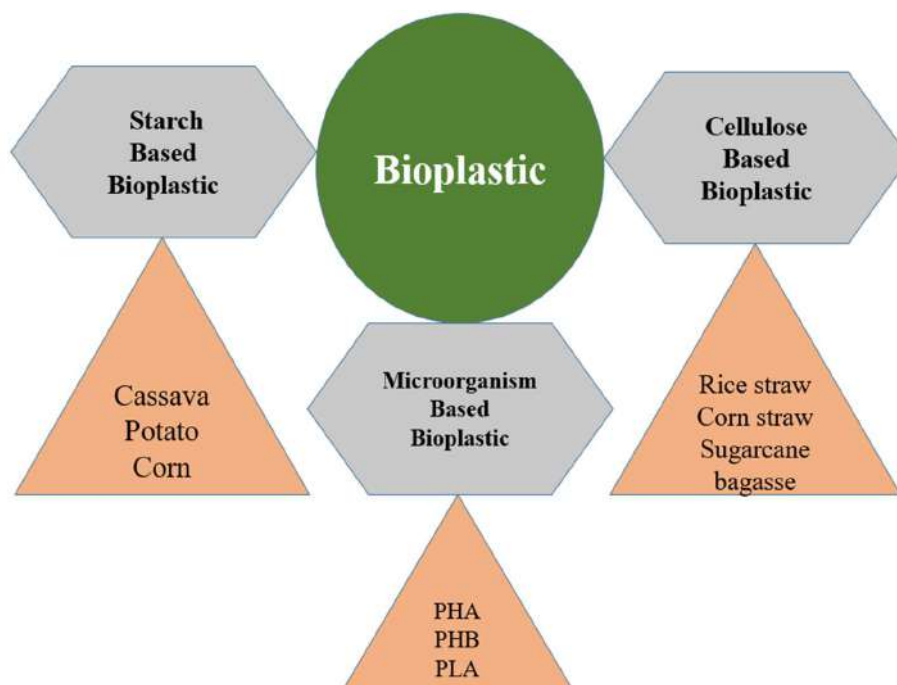 Bioplastic
Starch
Based
Bioplastic
Cassava
Potato
Corn
Microorganism
Based
Bioplastic
PHA
PHB
PLA
Cellulose
Based
Bioplastic
Rice straw
Corn straw
Sugarcane
bagasse